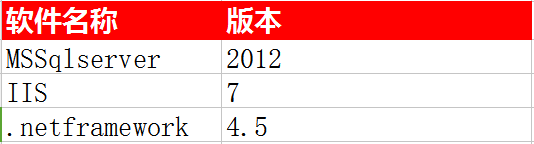 软件名称 版本
MSSqlserver 2012
IIS 7
.netframework 4.5